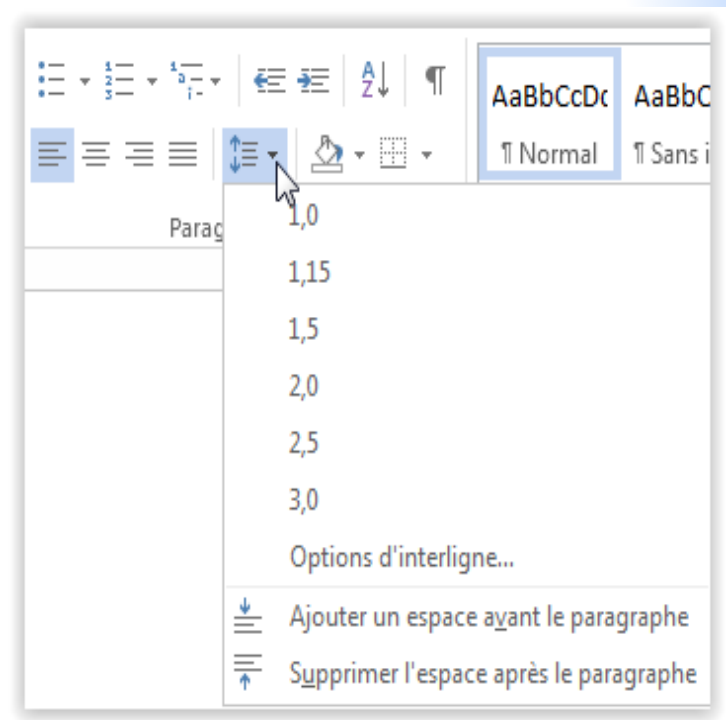 AaBbCcDc AaBbC
¶ Normal ¶ Sans i
Parag
1,0
1,15
1,5
2,0
2,5
3,0
Options d'interligne...
Ajouter un espace avant le paragraphe
Supprimer l'espace après le paragraphe